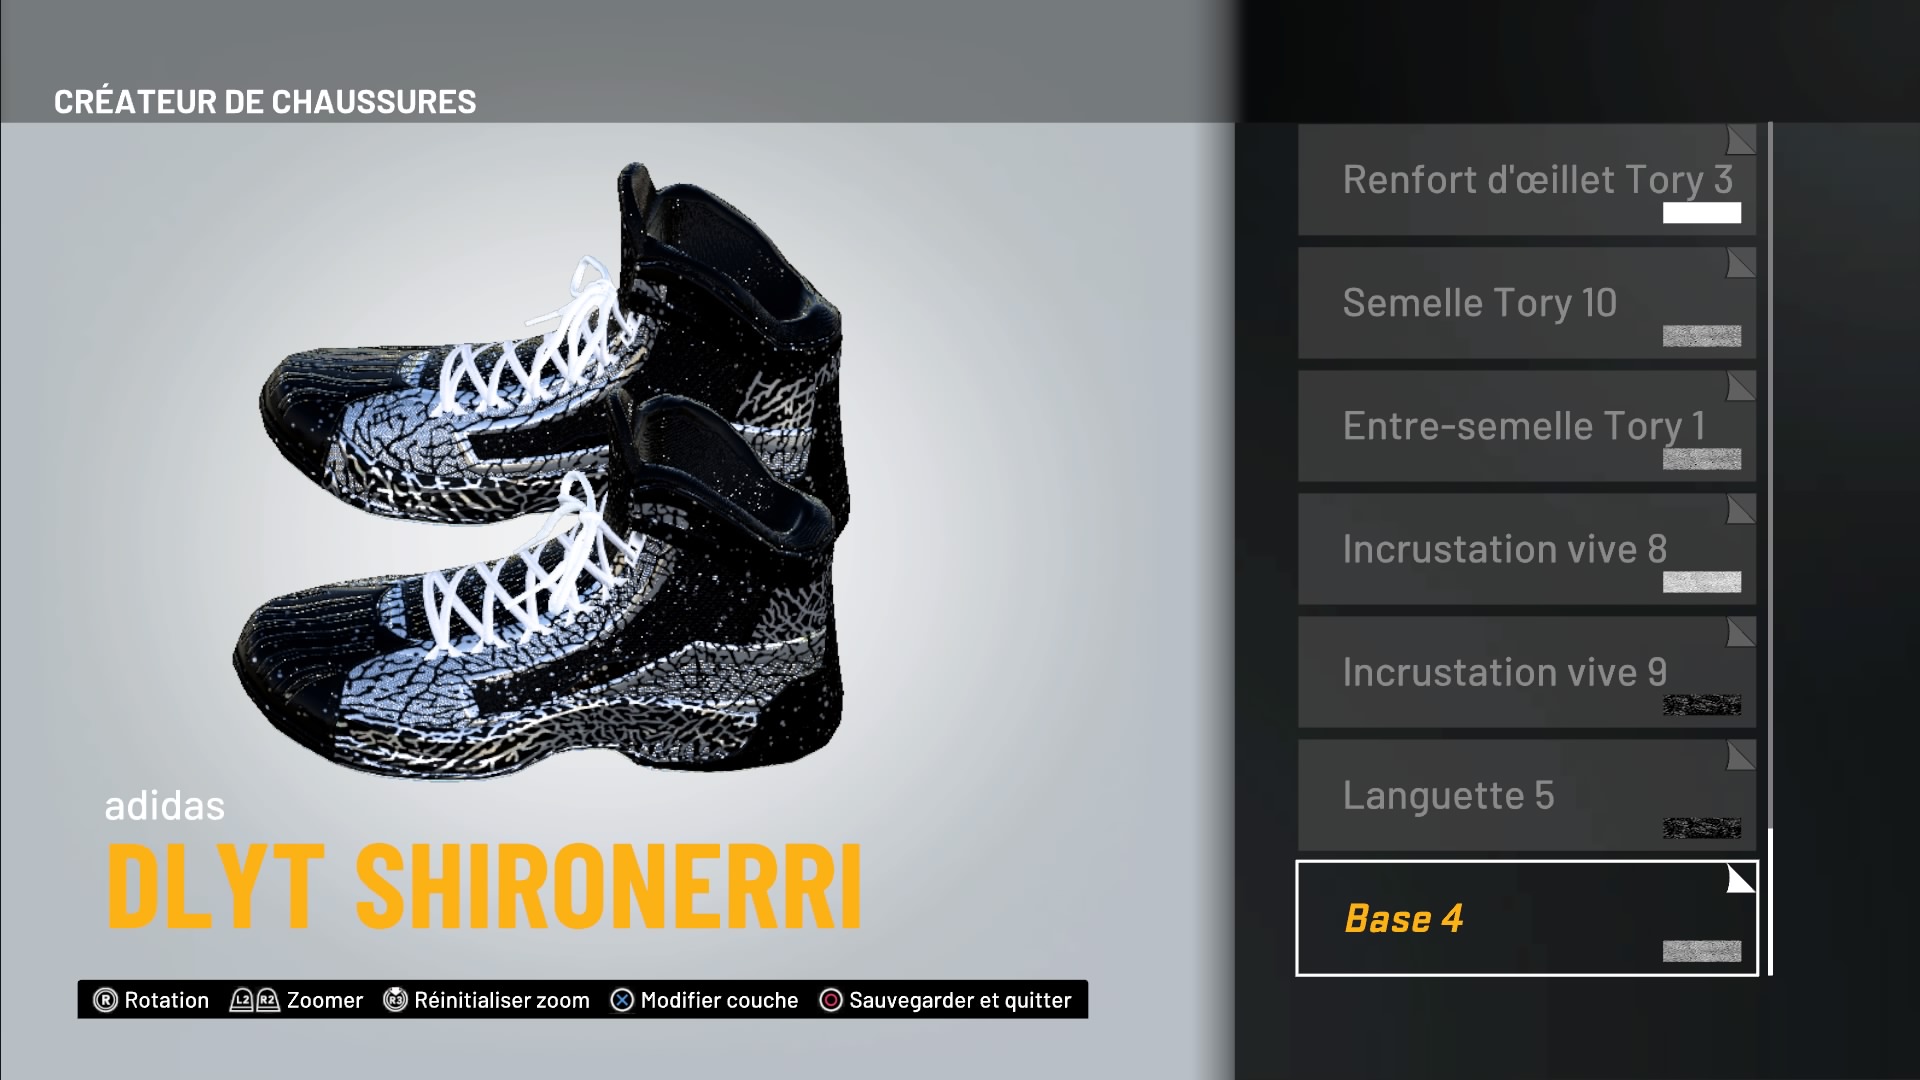 CRÉATEUR DE CHAUSSURES
Renfort d'œillet Tory 3
Semelle Tory 10
Entre-semelle Tory 1
Incrustation vive 8
Incrustation vive 9
Languette 5
Base 4
adidas
DLYT SHIRONERRI
R Rotation L2 R2 Zoomer R3 Réinitialiser zoom Modifier couche Sauvegarder et quitter